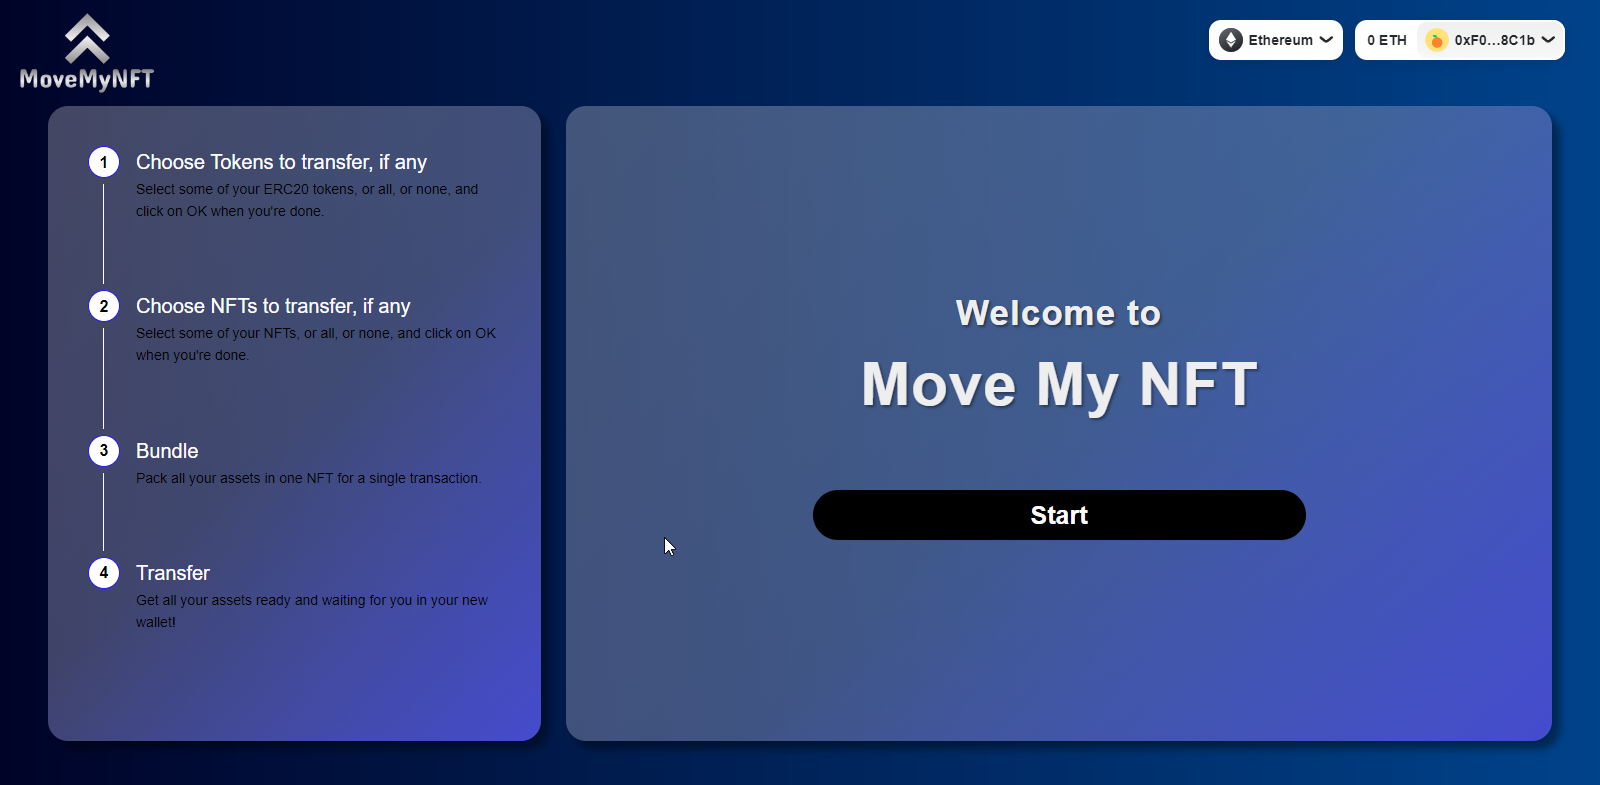 MoveMyNFT
Ethereum
0 ETH
0xF0...8C1b
1
Choose Tokens to transfer, if any
Select some of your ERC20 tokens, or all, or none, and
click on OK when you're done.
2
Choose NFTs to transfer, if any
Select some of your NFTs, or all, or none, and click on OK
when you're done.
3
Bundle
Pack all your assets in one NFT for a single transaction.
4
Transfer
Get all your assets ready and waiting for you in your new
wallet!
Welcome to
Move My NFT
Start